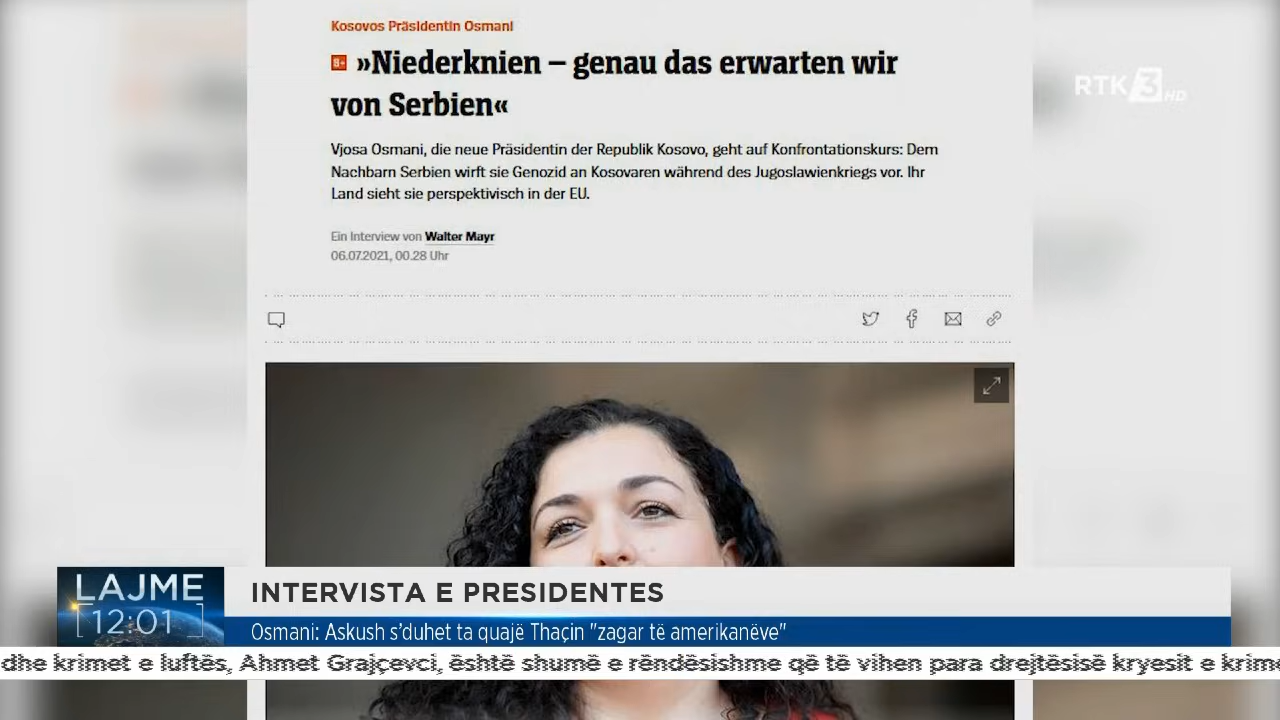 Kosovos Präsidentin Osmani
S+ »Niederknien – genau das erwarten wir
von Serbien«
Vjosa Osmani, die neue Präsidentin der Republik Kosovo, geht auf Konfrontationskurs: Dem
Nachbarn Serbien wirft sie Genozid an Kosovaren während des Jugoslawienkriegs vor. Ihr
Land sieht sie perspektivisch in der EU.
Ein Interview von Walter Mayr
06.07.2021, 00.28 Uhr
RTK 3 HD
LAJME
12:01
INTERVISTA E PRESIDENTES
Osmani: Askush s'duhet ta quajë Thaçin "zagar të amerikanëve"
dhe krimet e luftës, Ahmet Grajçevci, është shumë e rëndësishme që të vihen para drejtësisë kryesit e krime